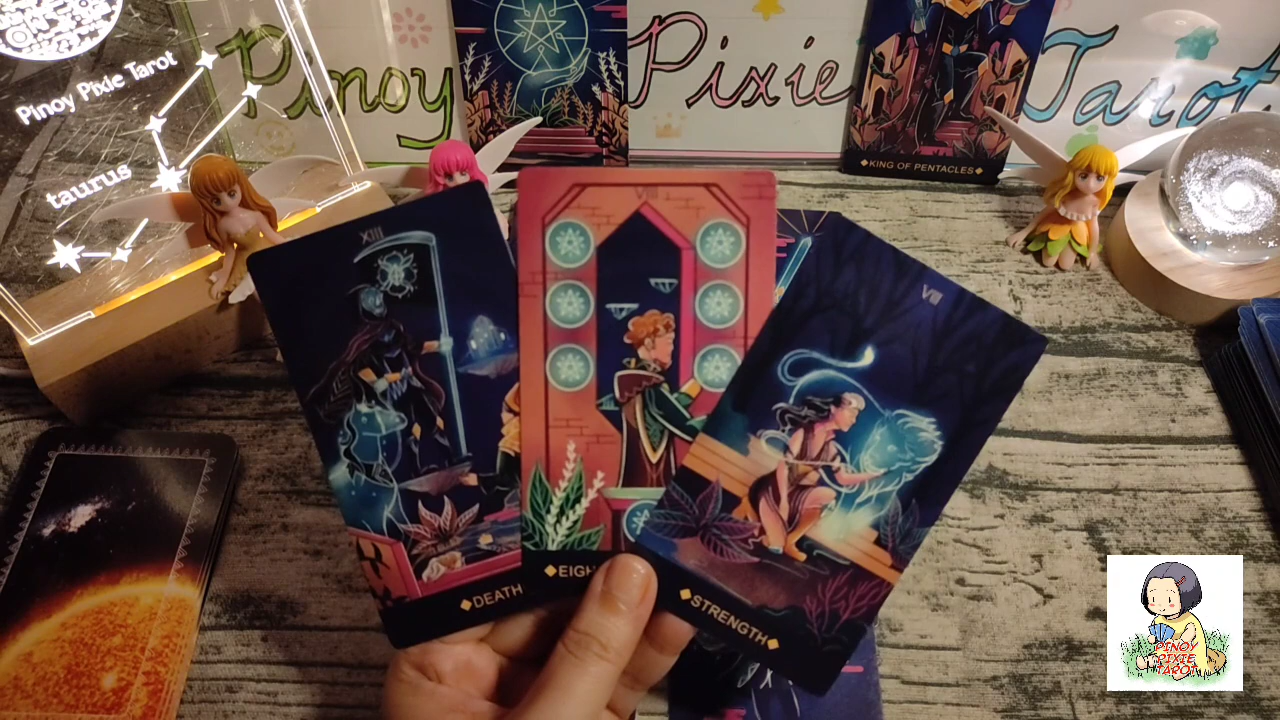 Pinoy Pixie Tarot
taurus
Pinoy
Pixie
Tarot
KING OF PENTACLES
XIII
DEATH
VIII
EIGH
VIII
STRENGTH
PINOY
PIXIE
TAROT